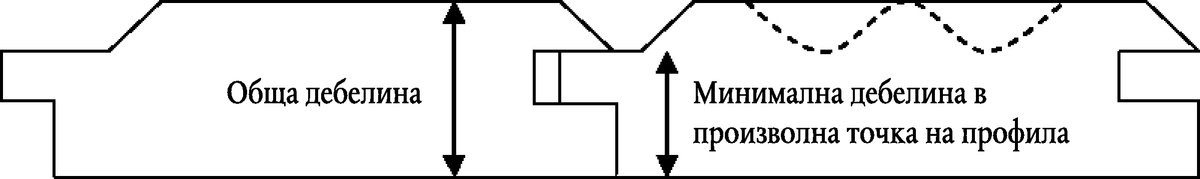 Обща дебелина
Минимална дебелина в
произволна точка на профила